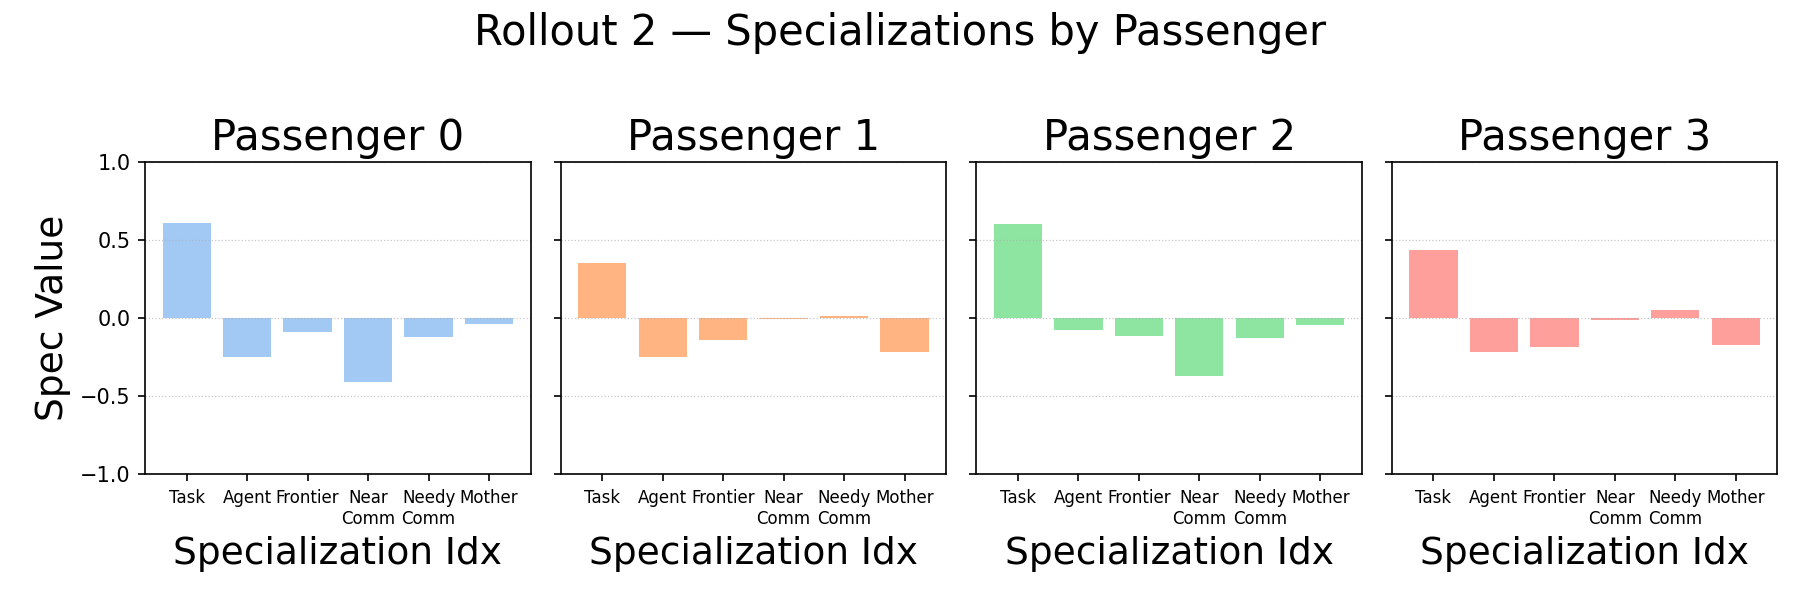 Rollout 2 — Specializations by Passenger
Passenger 0
Passenger 1
Passenger 2
Passenger 3
Spec Value
1.0
0.5
0.0
−0.5
−1.0
Task Agent Frontier Near Comm Needy Comm Mother
Task Agent Frontier Near Comm Needy Comm Mother
Task Agent Frontier Near Comm Needy Comm Mother
Task Agent Frontier Near Comm Needy Comm Mother
Specialization Idx
Specialization Idx
Specialization Idx
Specialization Idx